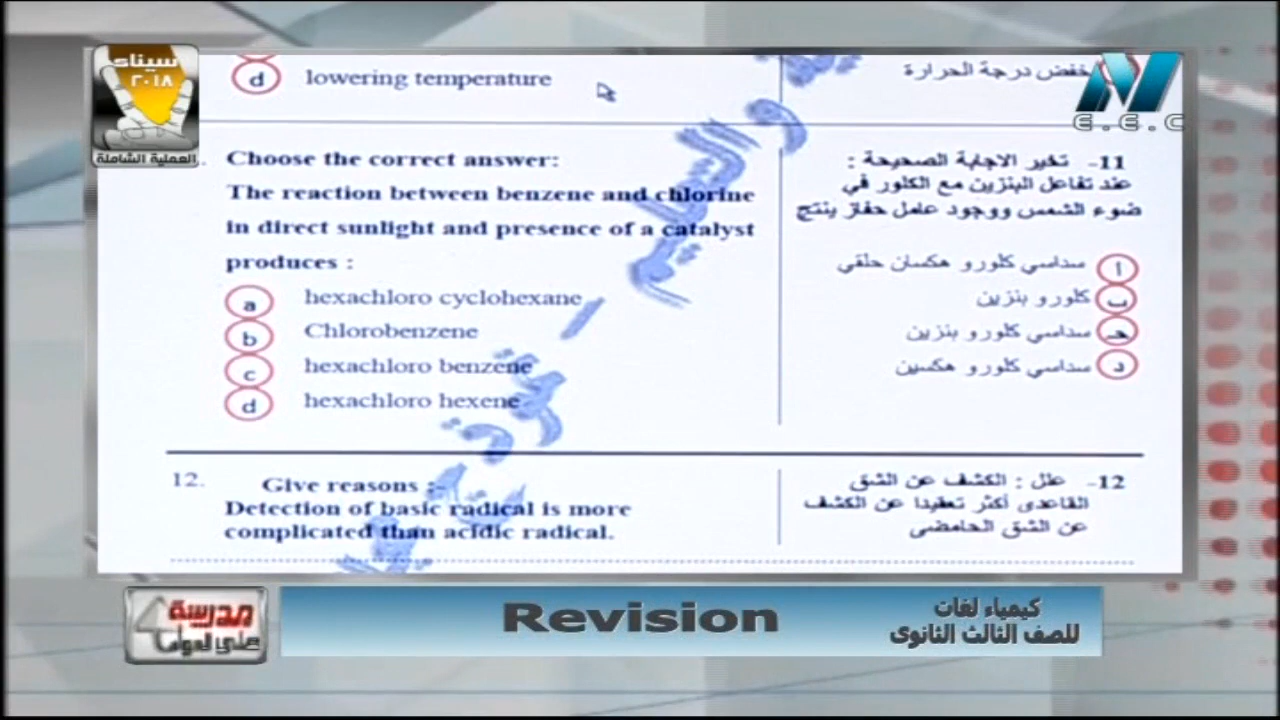 سيناء
٢٠١٨
العملية الشاملة
E.E.C
d lowering temperature
خفض درجة الحرارة
Choose the correct answer:
The reaction between benzene and chlorine
in direct sunlight and presence of a catalyst
produces :
a hexachloro cyclohexane
b Chlorobenzene
c hexachloro benzene
d hexachloro hexene
11- تخير الاجابة الصحيحة :
عند تفاعل البنزين مع الكلور في
ضوء الشمس ووجود عامل حفاز ينتج
أ سداسي كلورو هكسان حلقي
ب كلورو بنزين
جـ سداسي كلورو بنزين
د سداسي كلورو هكسين
12. Give reasons :-
Detection of basic radical is more
complicated than acidic radical.
12- علل : الكشف عن الشق
القاعدى أكثر تعقيدا عن الكشف
عن الشق الحامضى
مدرسة
على الهواء
Revision
كيمياء لغات
للصف الثالث الثانوى